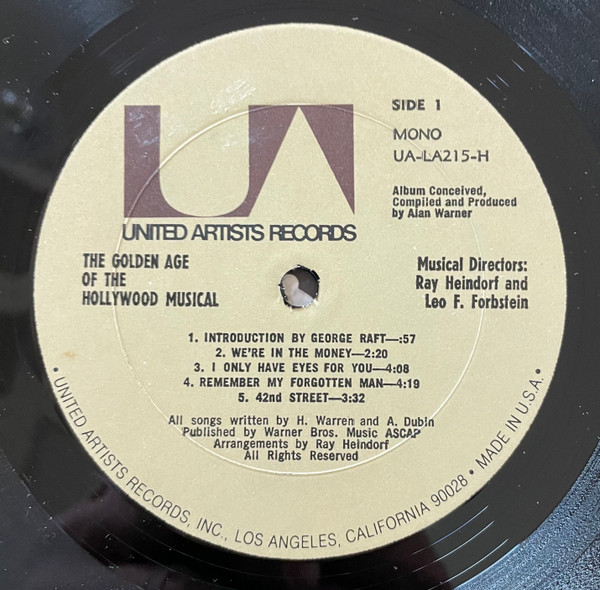 UA
UNITED ARTISTS RECORDS
SIDE 1
MONO
UA-LA215-H
Album Conceived,
Compiled and Produced
by Alan Warner
THE GOLDEN AGE
OF THE
HOLLYWOOD MUSICAL
Musical Directors:
Ray Heindorf and
Leo F. Forbstein
1. INTRODUCTION BY GEORGE RAFT—:57
2. WE'RE IN THE MONEY—2:20
3. I ONLY HAVE EYES FOR YOU—4:08
4. REMEMBER MY FORGOTTEN MAN—4:19
5. 42nd STREET—3:32
All songs written by H. Warren and A. Dubin
Published by Warner Bros. Music ASCAP
Arrangements by Ray Heindorf
All Rights Reserved
• UNITED ARTISTS RECORDS, INC., LOS ANGELES, CALIFORNIA 90028 • MADE IN U.S.A. •